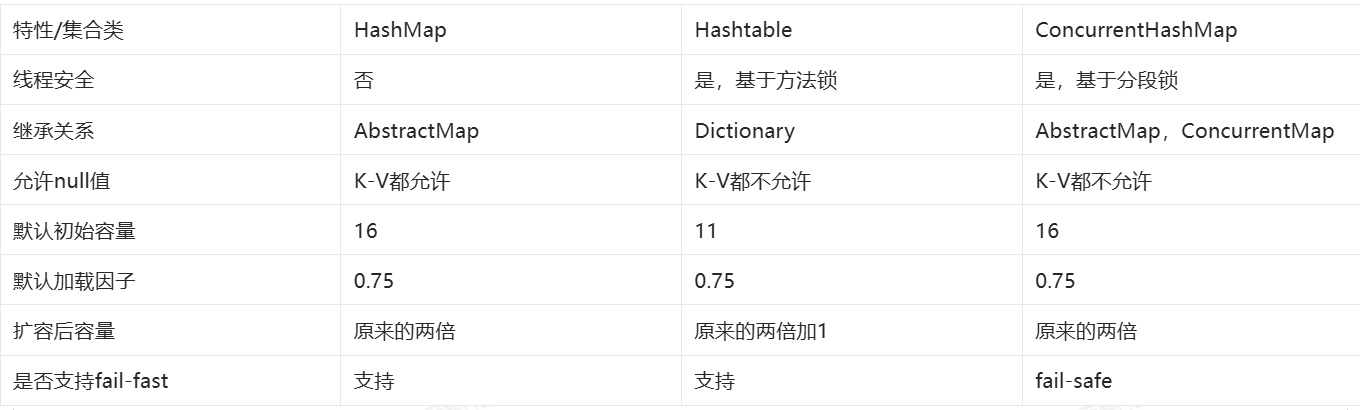 特性/集合类 HashMap Hashtable ConcurrentHashMap
线程安全 否 是，基于方法锁 是，基于分段锁
继承关系 AbstractMap Dictionary AbstractMap，ConcurrentMap
允许null值 K-V都允许 K-V都不允许 K-V都不允许
默认初始容量 16 11 16
默认加载因子 0.75 0.75 0.75
扩容后容量 原来的两倍 原来的两倍加1 原来的两倍
是否支持fail-fast 支持 支持 fail-safe